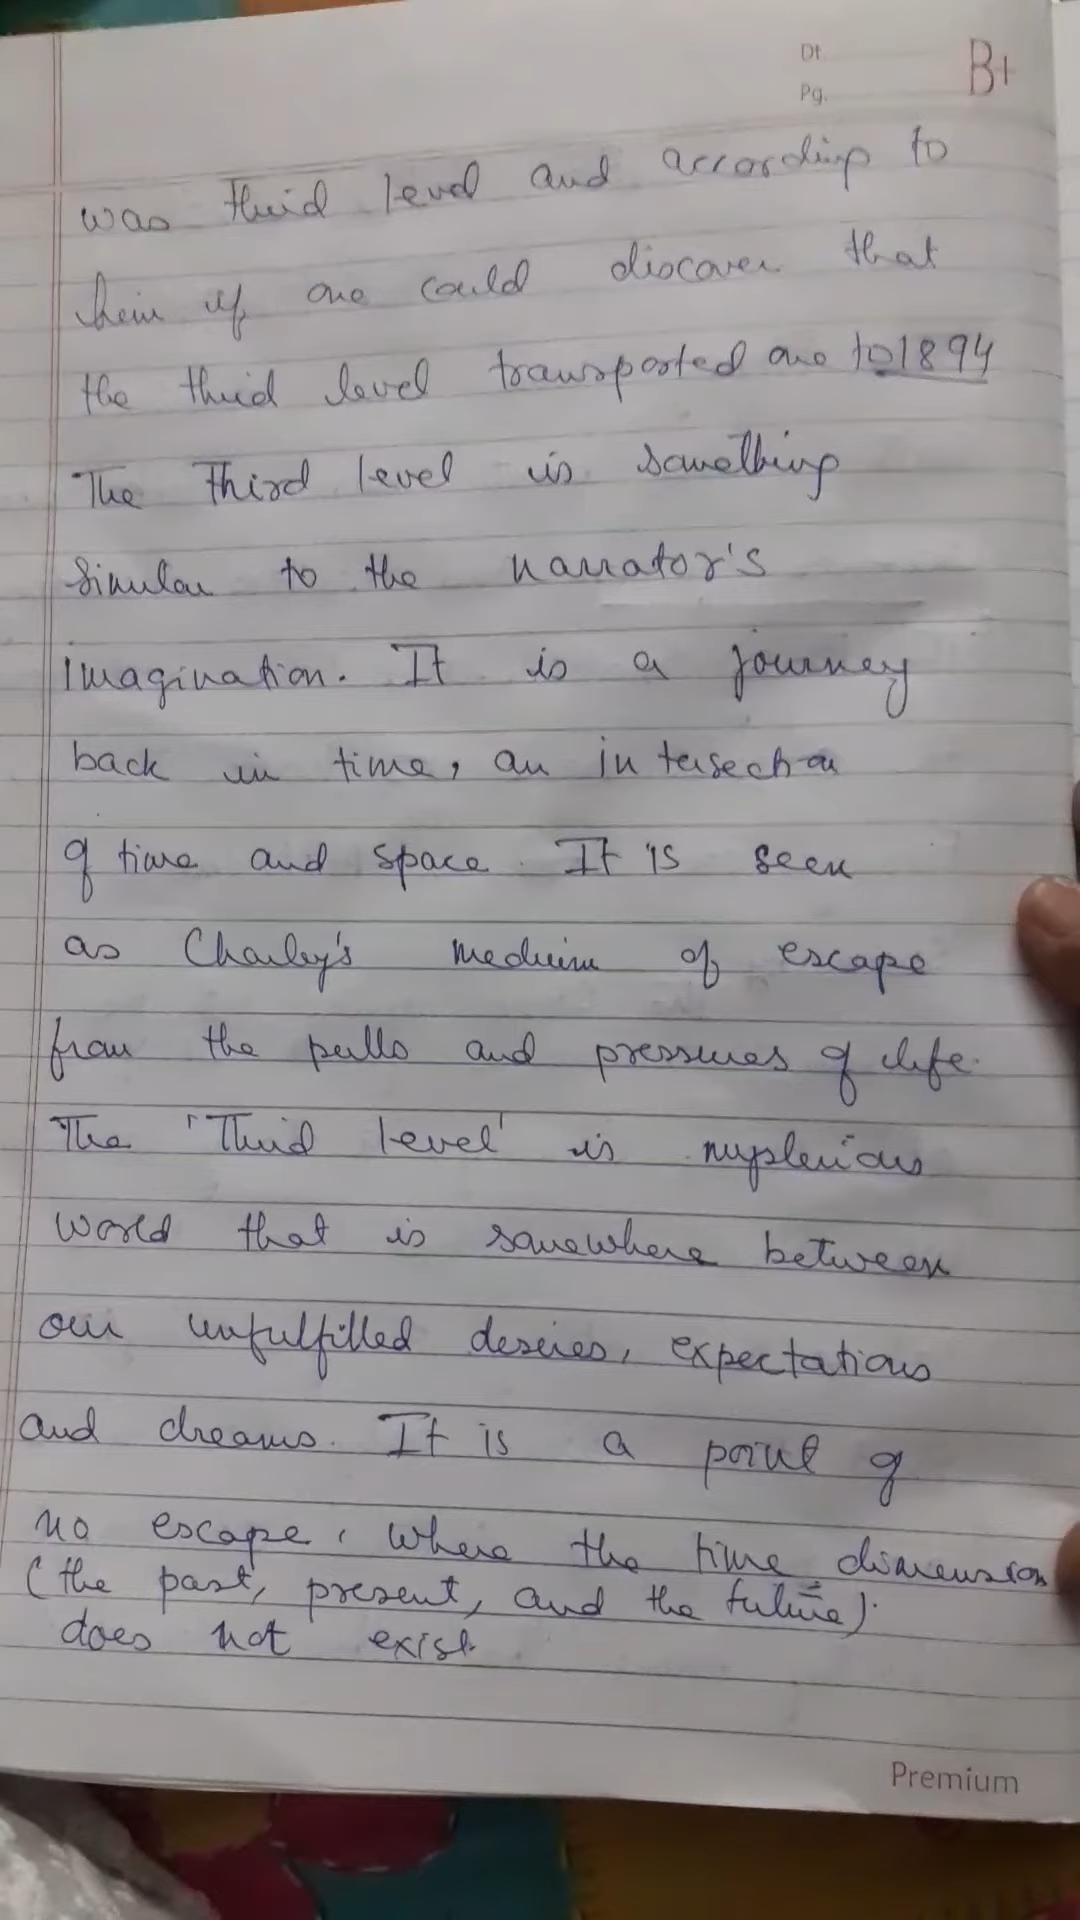 Dt.
B+
Pg.
was third level and according to
him if one could discover that
the third level transported one to 1894
The Third level is something
similar to the narrator's
imagination. It is a journey
back in time, an intersection
of time and space. It is seen
as Charley's medium of escape
from the pulls and pressures of life.
The 'Third level' is mysterious
world that is somewhere between
our unfulfilled desires, expectations
and dreams. It is a point of
no escape, where the time dimension
(the past, present, and the future).
does not exist.
Premium